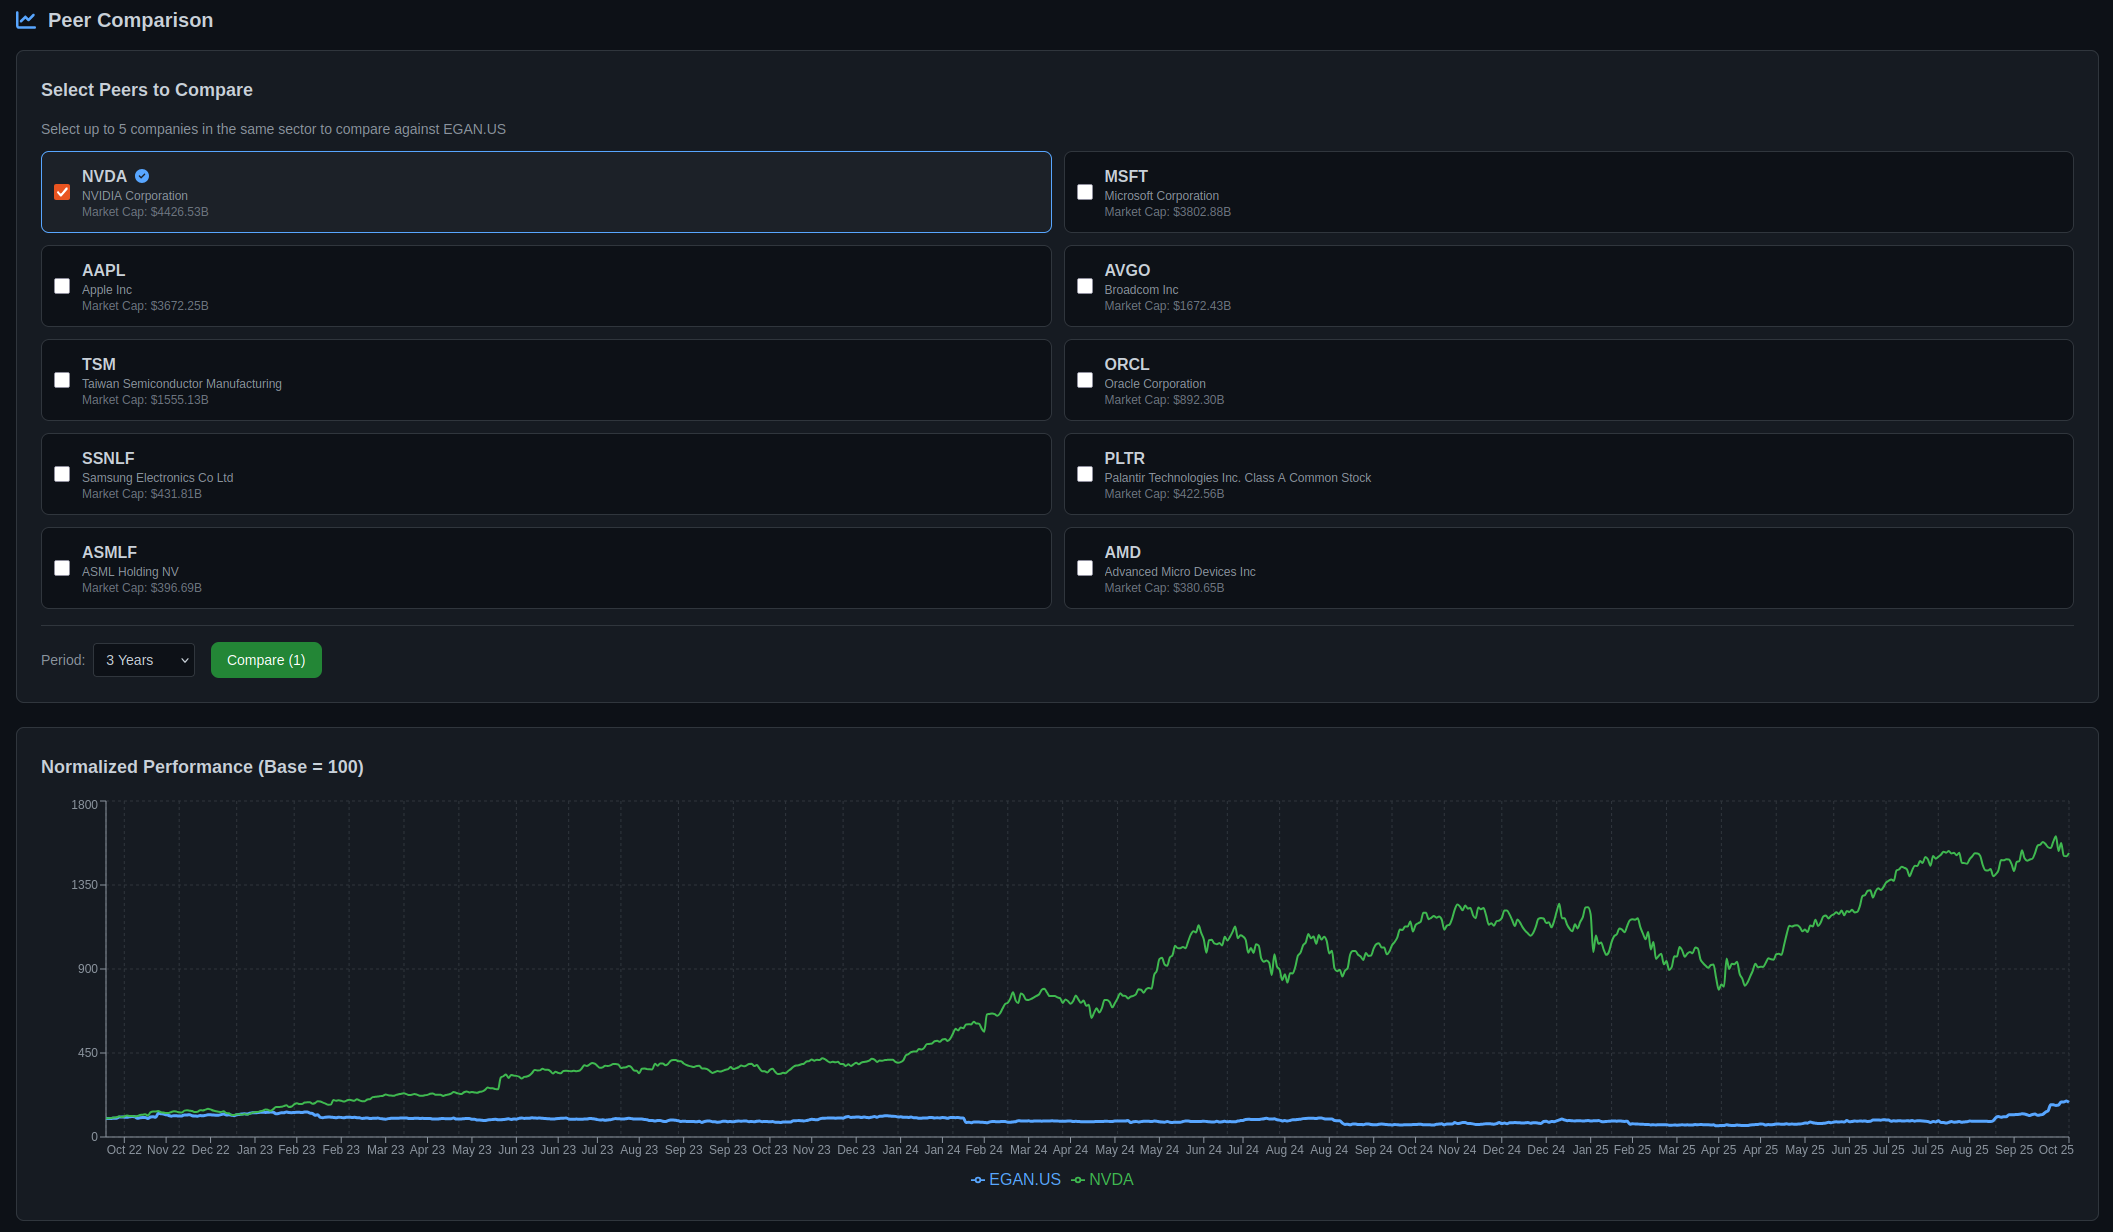 Peer Comparison
Select Peers to Compare
Select up to 5 companies in the same sector to compare against EGAN.US
NVDA
NVIDIA Corporation
Market Cap: $4426.53B
MSFT
Microsoft Corporation
Market Cap: $3802.88B
AAPL
Apple Inc
Market Cap: $3672.25B
AVGO
Broadcom Inc
Market Cap: $1672.43B
TSM
Taiwan Semiconductor Manufacturing
Market Cap: $1555.13B
ORCL
Oracle Corporation
Market Cap: $892.30B
SSNLF
Samsung Electronics Co Ltd
Market Cap: $431.81B
PLTR
Palantir Technologies Inc. Class A Common Stock
Market Cap: $422.56B
ASMLF
ASML Holding NV
Market Cap: $396.69B
AMD
Advanced Micro Devices Inc
Market Cap: $380.65B
Period: 3 Years Compare (1)
Normalized Performance (Base = 100)
1800
1350
900
450
0
Oct 22 Nov 22 Dec 22 Jan 23 Feb 23 Feb 23 Mar 23 Apr 23 May 23 Jun 23 Jun 23 Jul 23 Aug 23 Sep 23 Sep 23 Oct 23 Nov 23 Dec 23 Jan 24 Jan 24 Feb 24 Mar 24 Apr 24 May 24 May 24 Jun 24 Jul 24 Aug 24 Aug 24 Sep 24 Oct 24 Nov 24 Dec 24 Dec 24 Jan 25 Feb 25 Mar 25 Apr 25 Apr 25 May 25 Jun 25 Jul 25 Jul 25 Aug 25 Sep 25 Oct 25
EGAN.US NVDA